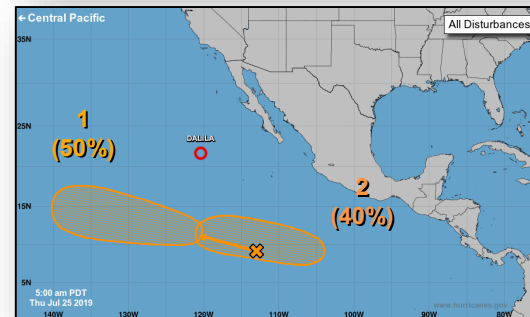 ← Central Pacific
All Disturbances
35N
1
(50%)
25N
DALILA
2
(40%)
15N
5N
5:00 am PDT
Thu Jul 25 2019
www.hurricanes.gov
140W 130W 120W 110W 100W 90W 80W